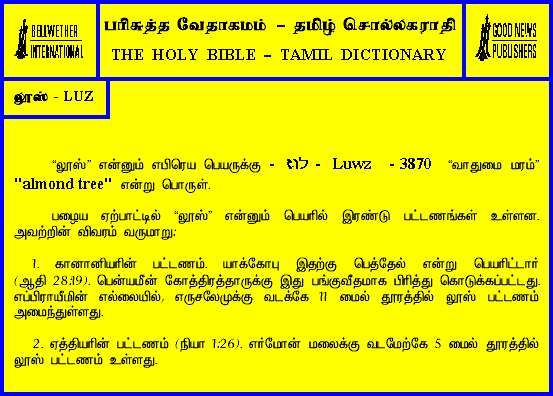 BELLWETHER
INTERNATIONAL
பரிசுத்த வேதாகமம் – தமிழ் சொல்லகராதி
THE HOLY BIBLE – TAMIL DICTIONARY
GOOD NEWS
PUBLISHERS
லூஸ் - LUZ
“லூஸ்” என்னும் எபிரெய பெயருக்கு - לוז - Luwz - 3870 “வாதுமை மரம்”
"almond tree" என்று பொருள்.
பழைய ஏற்பாட்டில் “லூஸ்” என்னும் பெயரில் இரண்டு பட்டணங்கள் உள்ளன.
அவற்றின் விவரம் வருமாறு:
1. கானானியரின் பட்டணம். யாக்கோபு இதற்கு பெத்தேல் என்று பெயரிட்டார்
(ஆதி 28:19). பென்யமீன் கோத்திரத்தாருக்கு இது பங்குவீதமாக பிரித்து கொடுக்கப்பட்டது.
எப்பிராயீமின் எல்லையில், எருசலேமுக்கு வடக்கே 11 மைல் தூரத்தில் லூஸ் பட்டணம்
அமைந்துள்ளது.
2. ஏத்தியரின் பட்டணம் (நியா 1:26). எர்மோன் மலைக்கு வடமேற்கே 5 மைல் தூரத்தில்
லூஸ் பட்டணம் உள்ளது.